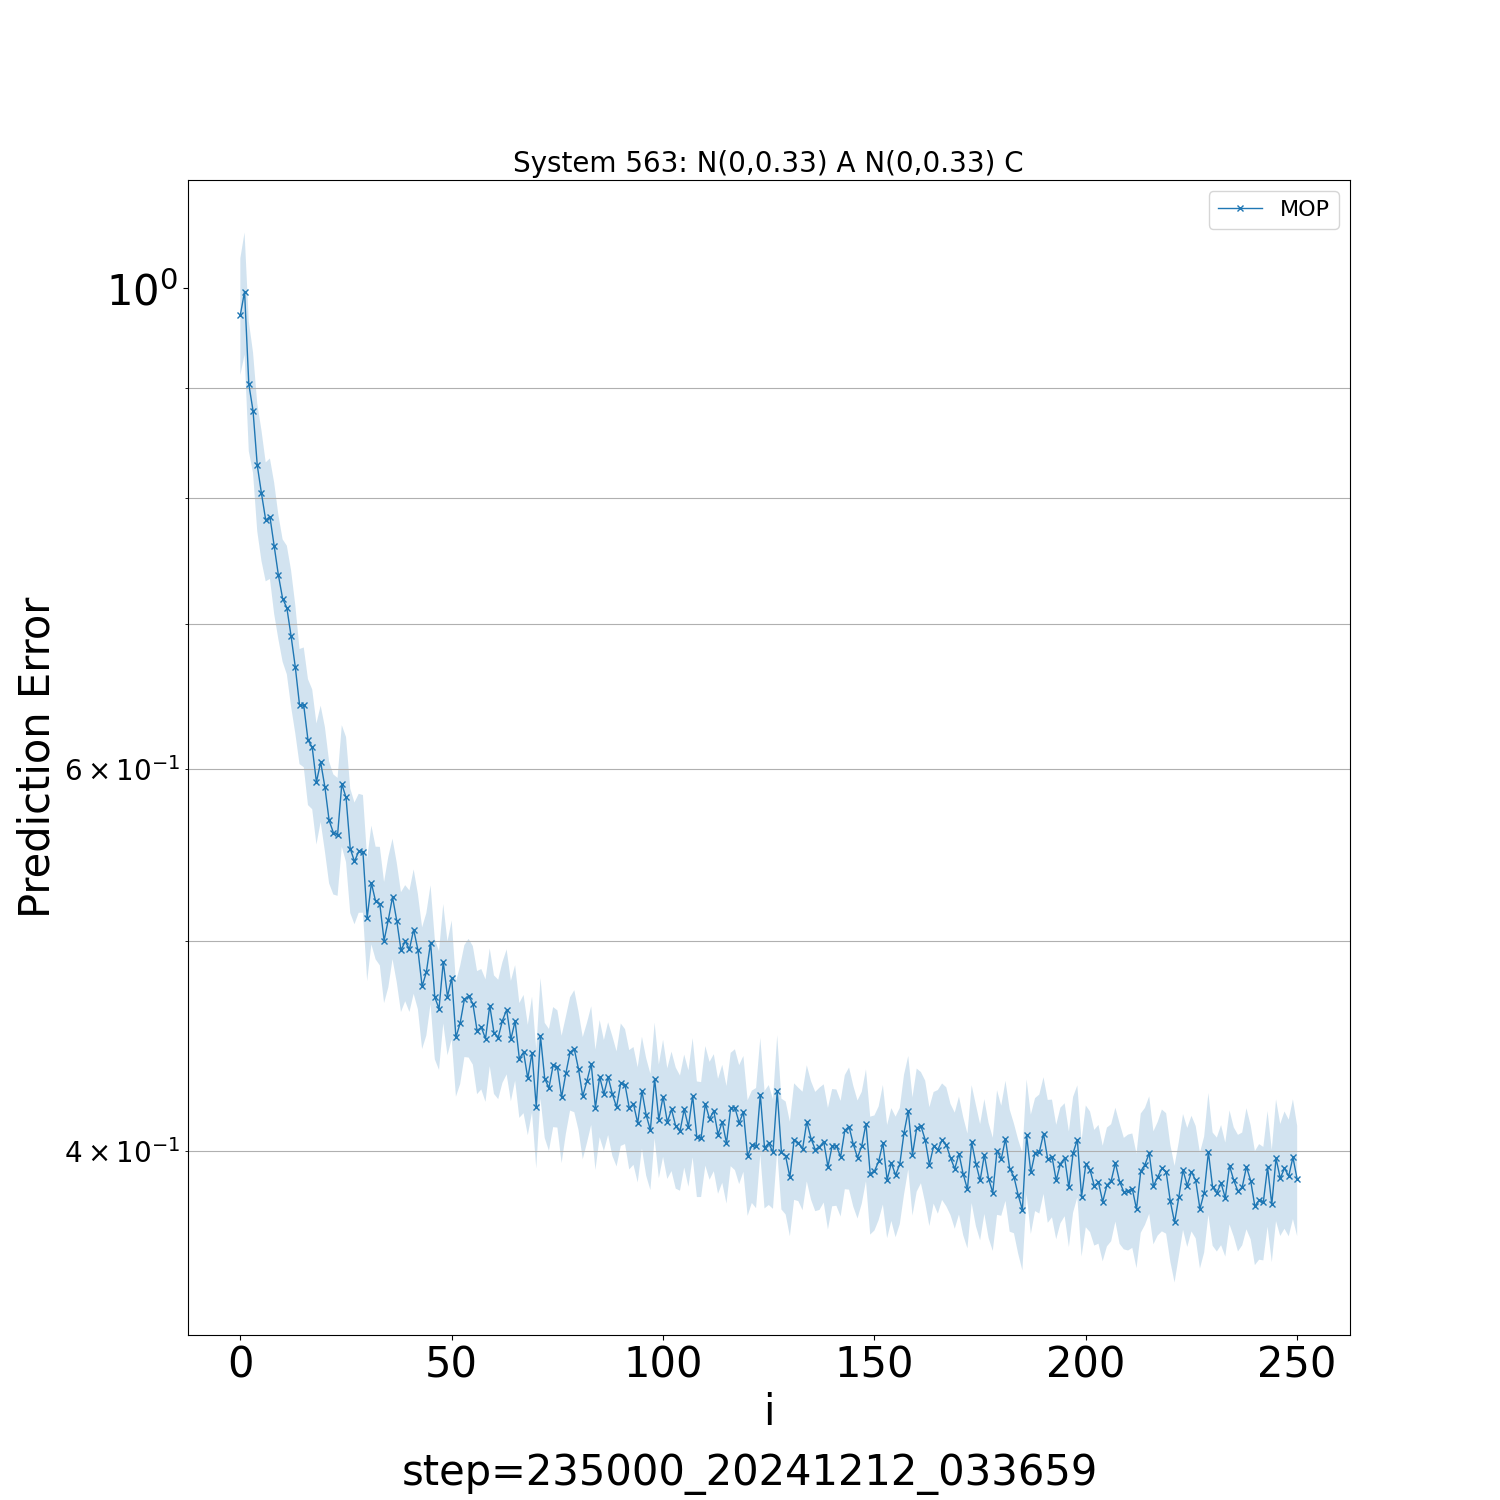 System 563: N(0,0.33) A N(0,0.33) C
MOP
10⁰
6 × 10⁻¹
4 × 10⁻¹
Prediction Error
0 50 100 150 200 250
i
step=235000_20241212_033659